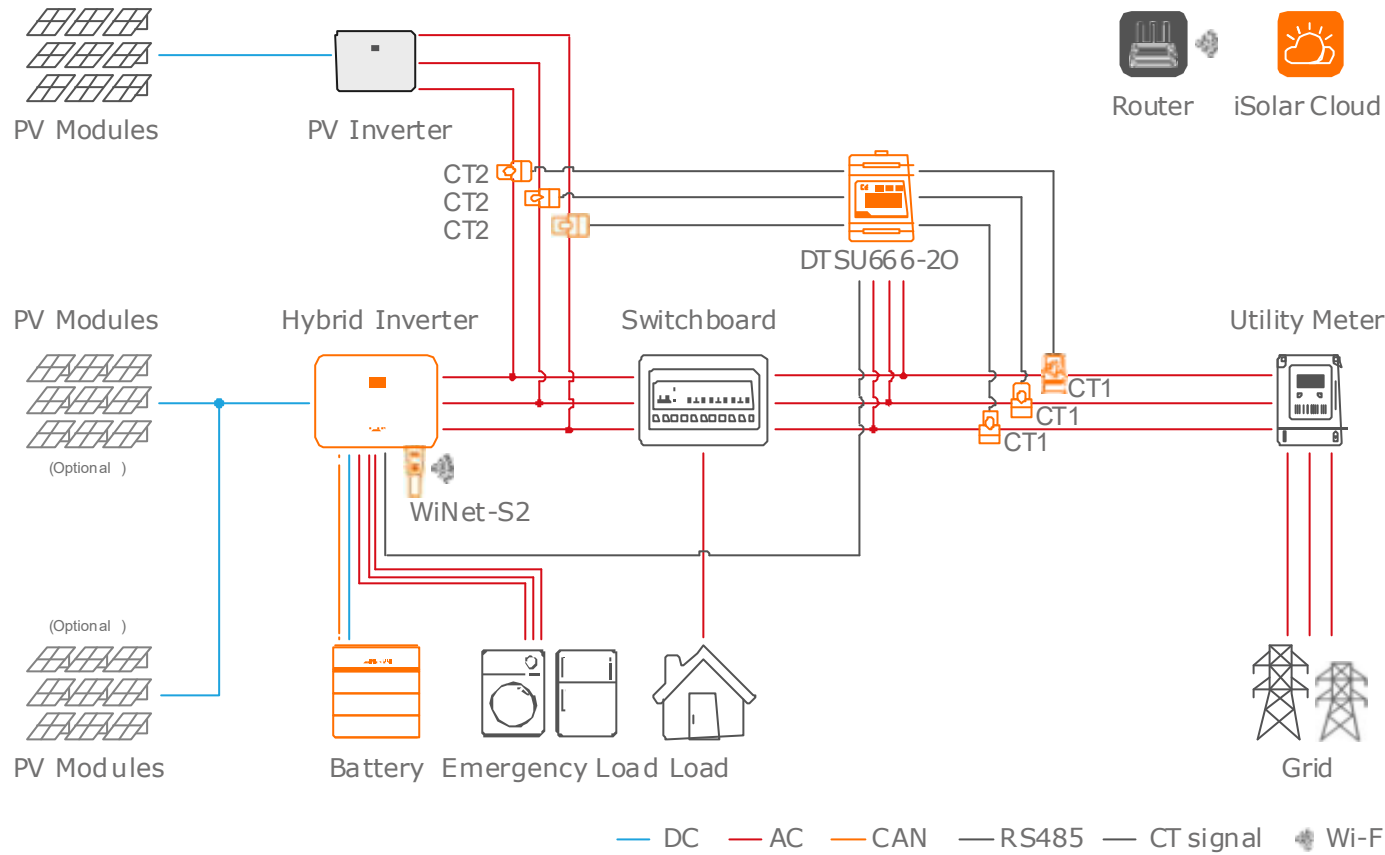 Router
iSolar Cloud
PV Modules
PV Inverter
CT2
CT2
CT2
DTSU666-2O
PV Modules
Hybrid Inverter
Switchboard
Utility Meter
CT1
CT1
CT1
(Optional )
WiNet-S2
(Optional )
PV Modules
Battery
Emergency Load
Load
Grid
DC
AC
CAN
RS485
CT signal
Wi-F